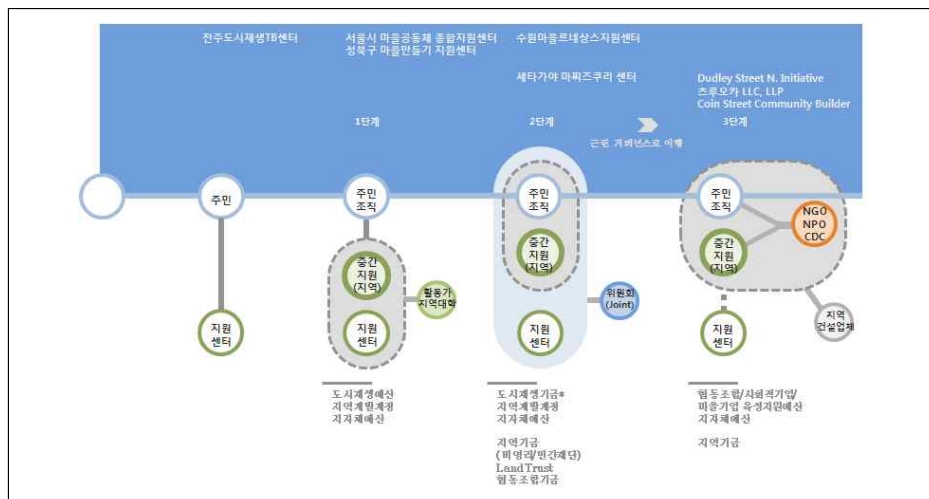 전주도시재생TB센터
서울시 마을공동체 종합지원센터
성북구 마을만들기 지원센터
수원마을르네상스지원센터
세타가야 마찌즈쿠리 센터
Dudley Street N. Initiative
츠루오카 LLC, LLP
Coin Street Community Builder
1단계
2단계
근린 거버넌스로 이행
3단계
주민
주민
조직
주민
조직
주민
조직
NGO
NPO
CDC
중간
지원
(지역)
중간
지원
(지역)
중간
지원
(지역)
활동가
지역대학
위원회
(Joint)
지역
건설업체
지원
센터
지원
센터
지원
센터
지원
센터
도시재생예산
지역계발계정
지자체예산
도시재생기금*
지역계발계정
지자체예산
지역기금
(비영리/민간재단)
Land Trust
협동조합기금
협동조합/사회적기업/
마을기업 육성지원예산
지자체예산
지역기금